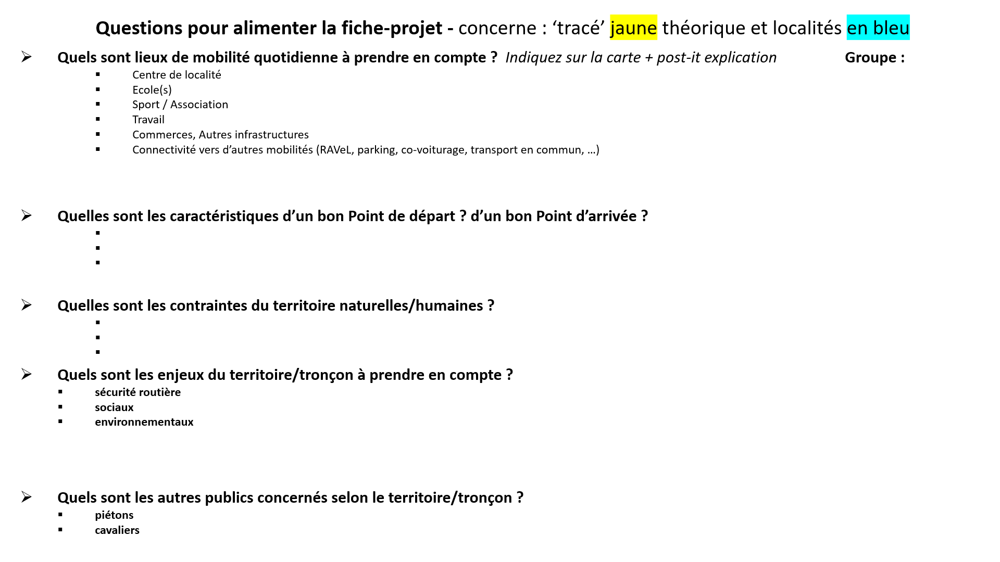 Questions pour alimenter la fiche-projet - concerne : ‘tracé’ jaune théorique et localités en bleu
➢ Quels sont lieux de mobilité quotidienne à prendre en compte ? Indiquez sur la carte + post-it explication Groupe :
▪ Centre de localité
▪ Ecole(s)
▪ Sport / Association
▪ Travail
▪ Commerces, Autres infrastructures
▪ Connectivité vers d’autres mobilités (RAVeL, parking, co-voiturage, transport en commun, …)
➢ Quelles sont les caractéristiques d’un bon Point de départ ? d’un bon Point d’arrivée ?
▪
▪
▪
➢ Quelles sont les contraintes du territoire naturelles/humaines ?
▪
▪
▪
➢ Quels sont les enjeux du territoire/tronçon à prendre en compte ?
▪ sécurité routière
▪ sociaux
▪ environnementaux
➢ Quels sont les autres publics concernés selon le territoire/tronçon ?
▪ piétons
▪ cavaliers